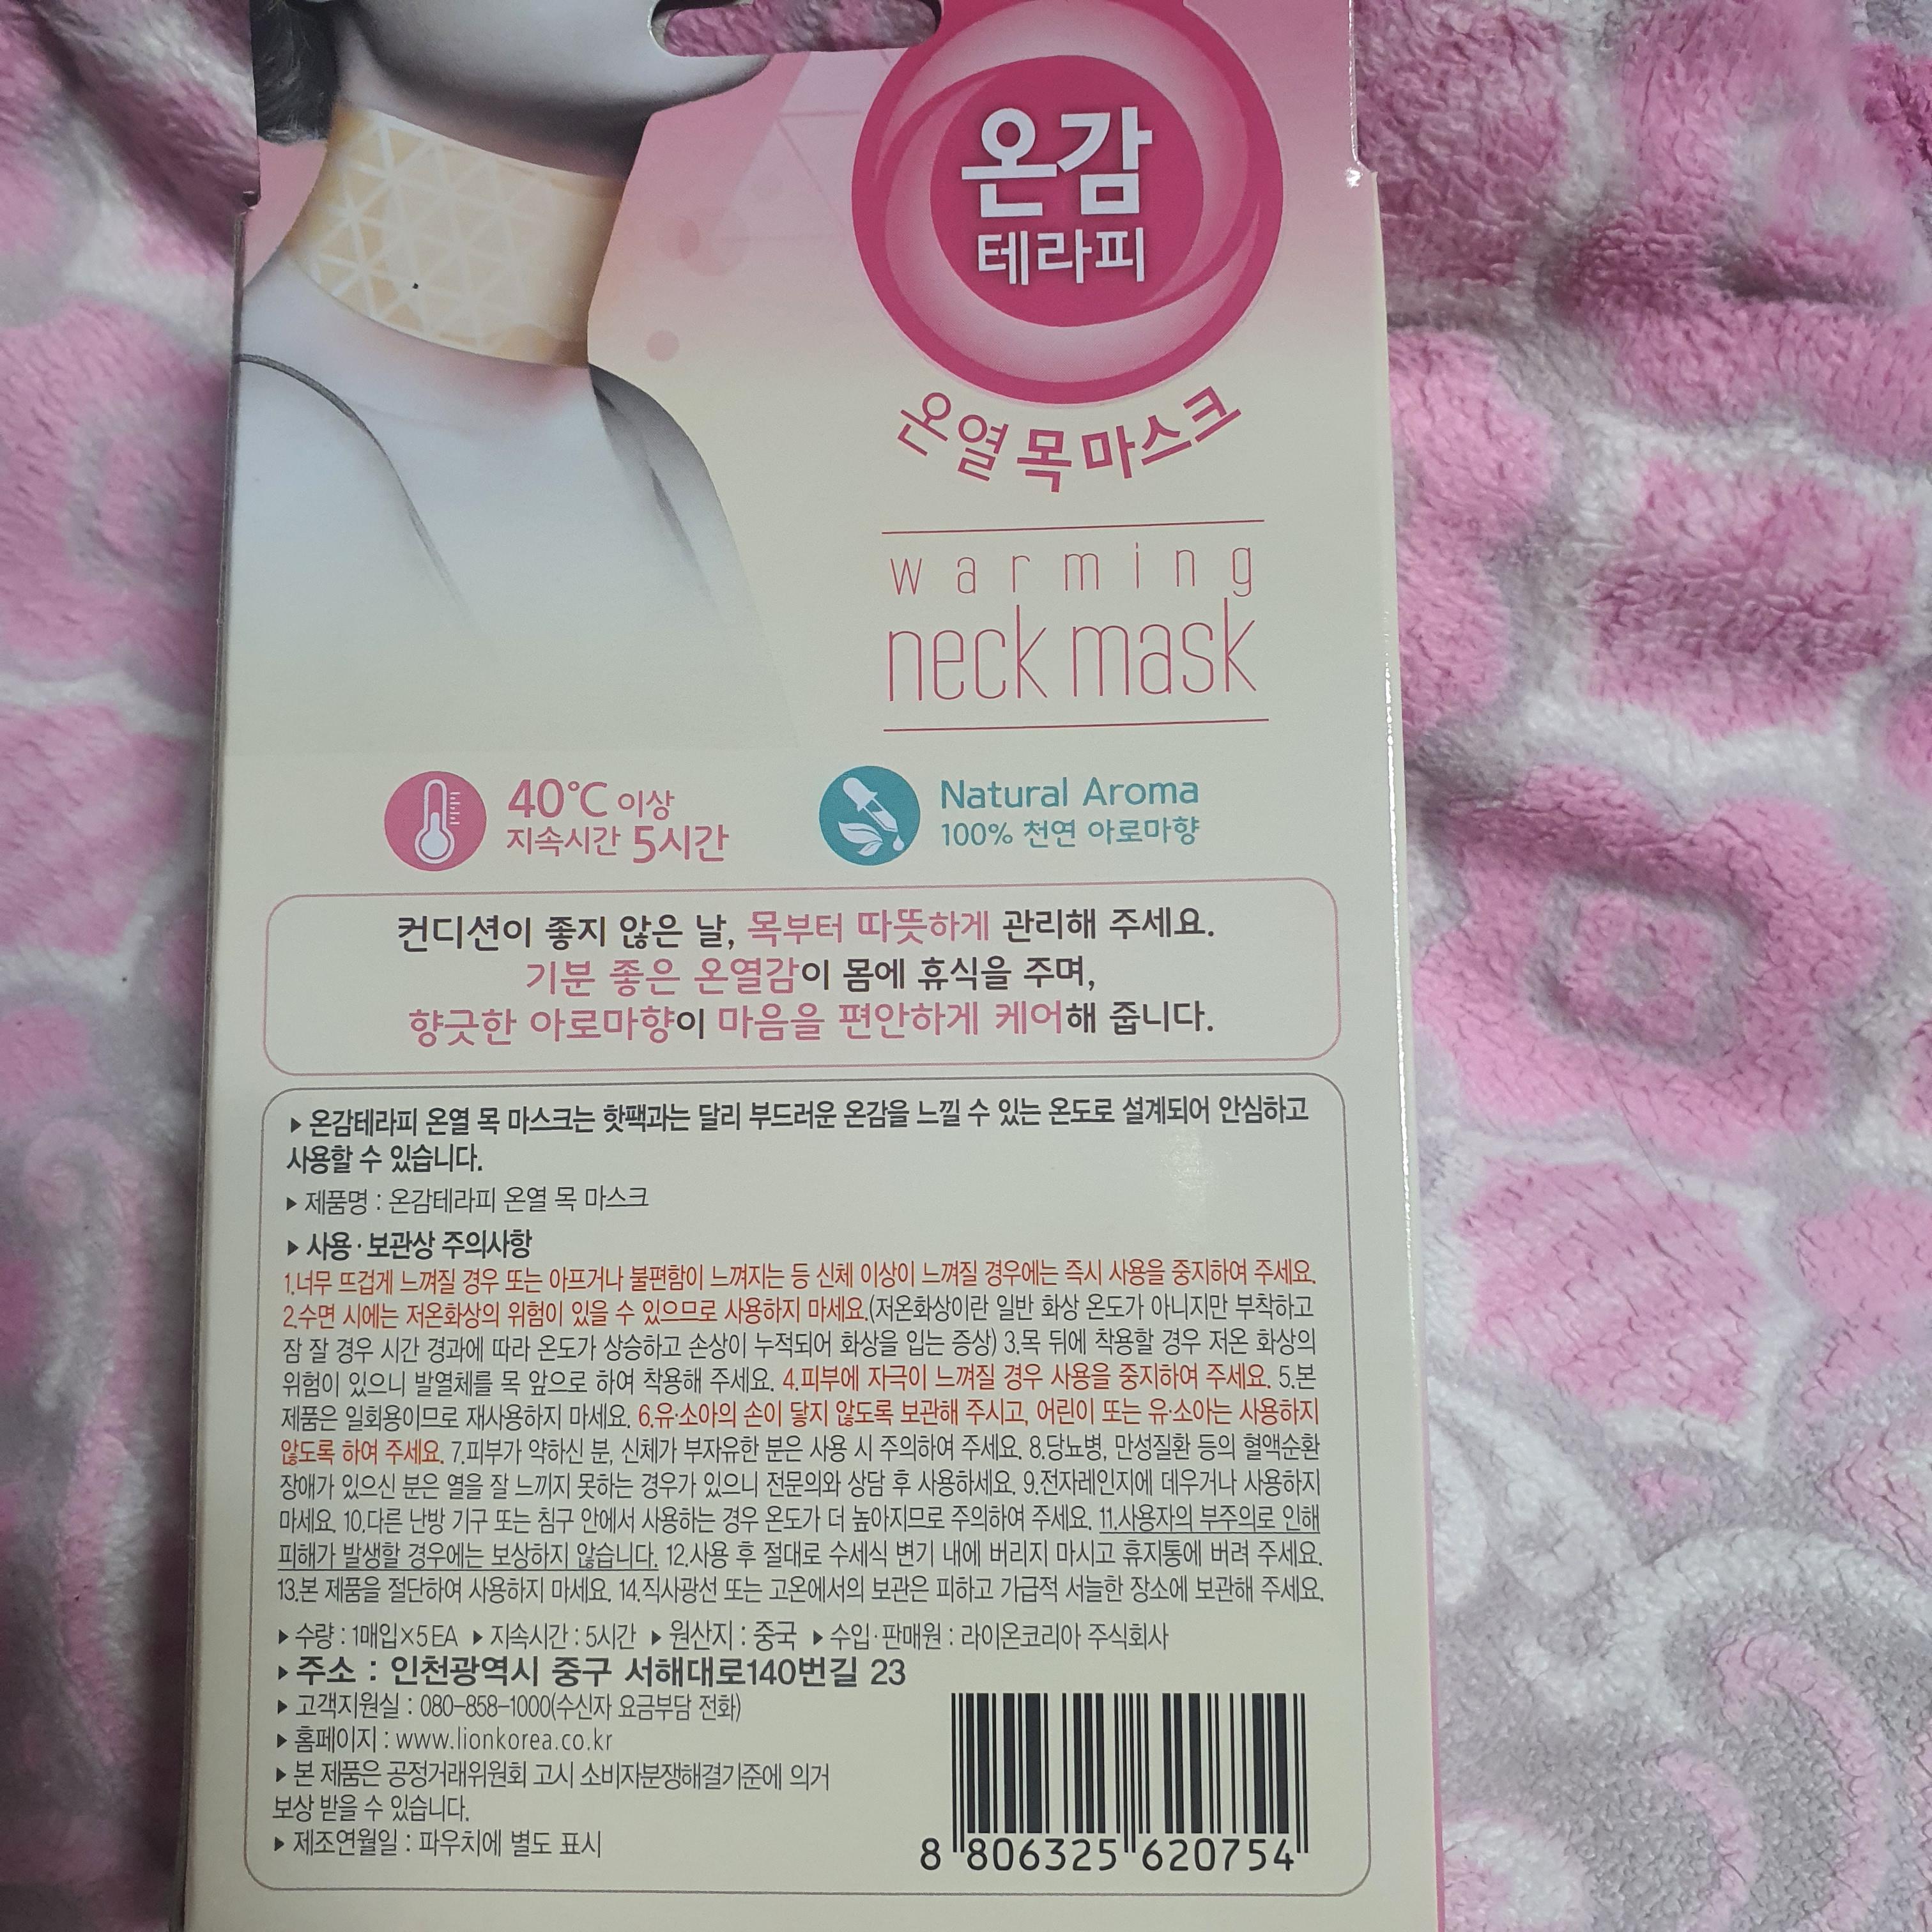 온감
테라피
온열 목 마스크
warming
neck mask
40℃ 이상
지속시간 5시간
Natural Aroma
100% 천연 아로마향
컨디션이 좋지 않은 날, 목부터 따뜻하게 관리해 주세요.
기분 좋은 온열감이 몸에 휴식을 주며,
향긋한 아로마향이 마음을 편안하게 케어해 줍니다.
▶ 온감테라피 온열 목 마스크는 핫팩과는 달리 부드러운 온감을 느낄 수 있는 온도로 설계되어 안심하고
사용할 수 있습니다.
▶ 제품명 : 온감테라피 온열 목 마스크
▶ 사용·보관상 주의사항
1.너무 뜨겁게 느껴질 경우 또는 아프거나 불편함이 느껴지는 등 신체 이상이 느껴질 경우에는 즉시 사용을 중지하여 주세요.
2.수면 시에는 저온화상의 위험이 있을 수 있으므로 사용하지 마세요.(저온화상이란 일반 화상 온도가 아니지만 부착하고
잠 잘 경우 시간 경과에 따라 온도가 상승하고 손상이 누적되어 화상을 입는 증상) 3.목 뒤에 착용할 경우 저온 화상의
위험이 있으니 발열체를 목 앞으로 하여 착용해 주세요. 4.피부에 자극이 느껴질 경우 사용을 중지하여 주세요. 5.본
제품은 일회용이므로 재사용하지 마세요. 6.유·소아의 손이 닿지 않도록 보관해 주시고, 어린이 또는 유·소아는 사용하지
않도록 하여 주세요. 7.피부가 약하신 분, 신체가 부자유한 분은 사용 시 주의하여 주세요. 8.당뇨병, 만성질환 등의 혈액순환
장애가 있으신 분은 열을 잘 느끼지 못하는 경우가 있으니 전문의와 상담 후 사용하세요. 9.전자레인지에 데우거나 사용하지
마세요. 10.다른 난방 기구 또는 침구 안에서 사용하는 경우 온도가 더 높아지므로 주의하여 주세요. 11.사용자의 부주의로 인해
피해가 발생할 경우에는 보상하지 않습니다. 12.사용 후 절대로 수세식 변기 내에 버리지 마시고 휴지통에 버려 주세요.
13.본 제품을 절단하여 사용하지 마세요. 14.직사광선 또는 고온에서의 보관은 피하고 가급적 서늘한 장소에 보관해 주세요.
▶ 수량 : 1매입×5EA ▶ 지속시간 : 5시간 ▶ 원산지 : 중국 ▶ 수입·판매원 : 라이온코리아 주식회사
▶ 주소 : 인천광역시 중구 서해대로140번길 23
▶ 고객지원실 : 080-858-1000(수신자 요금부담 전화)
▶ 홈페이지 : www.lionkorea.co.kr
▶ 본 제품은 공정거래위원회 고시 소비자분쟁해결기준에 의거
보상 받을 수 있습니다.
▶ 제조연월일 : 파우치에 별도 표시
8 806325 620754